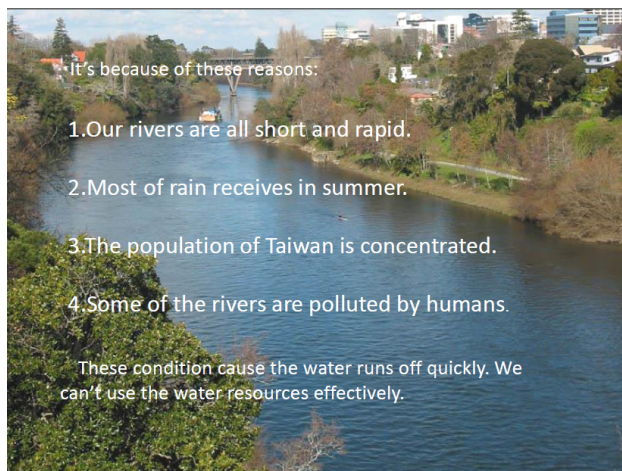 It's because of these reasons:
1.Our rivers are all short and rapid.
2.Most of rain receives in summer.
3.The population of Taiwan is concentrated.
4.Some of the rivers are polluted by humans.
These condition cause the water runs off quickly. We
can't use the water resources effectively.